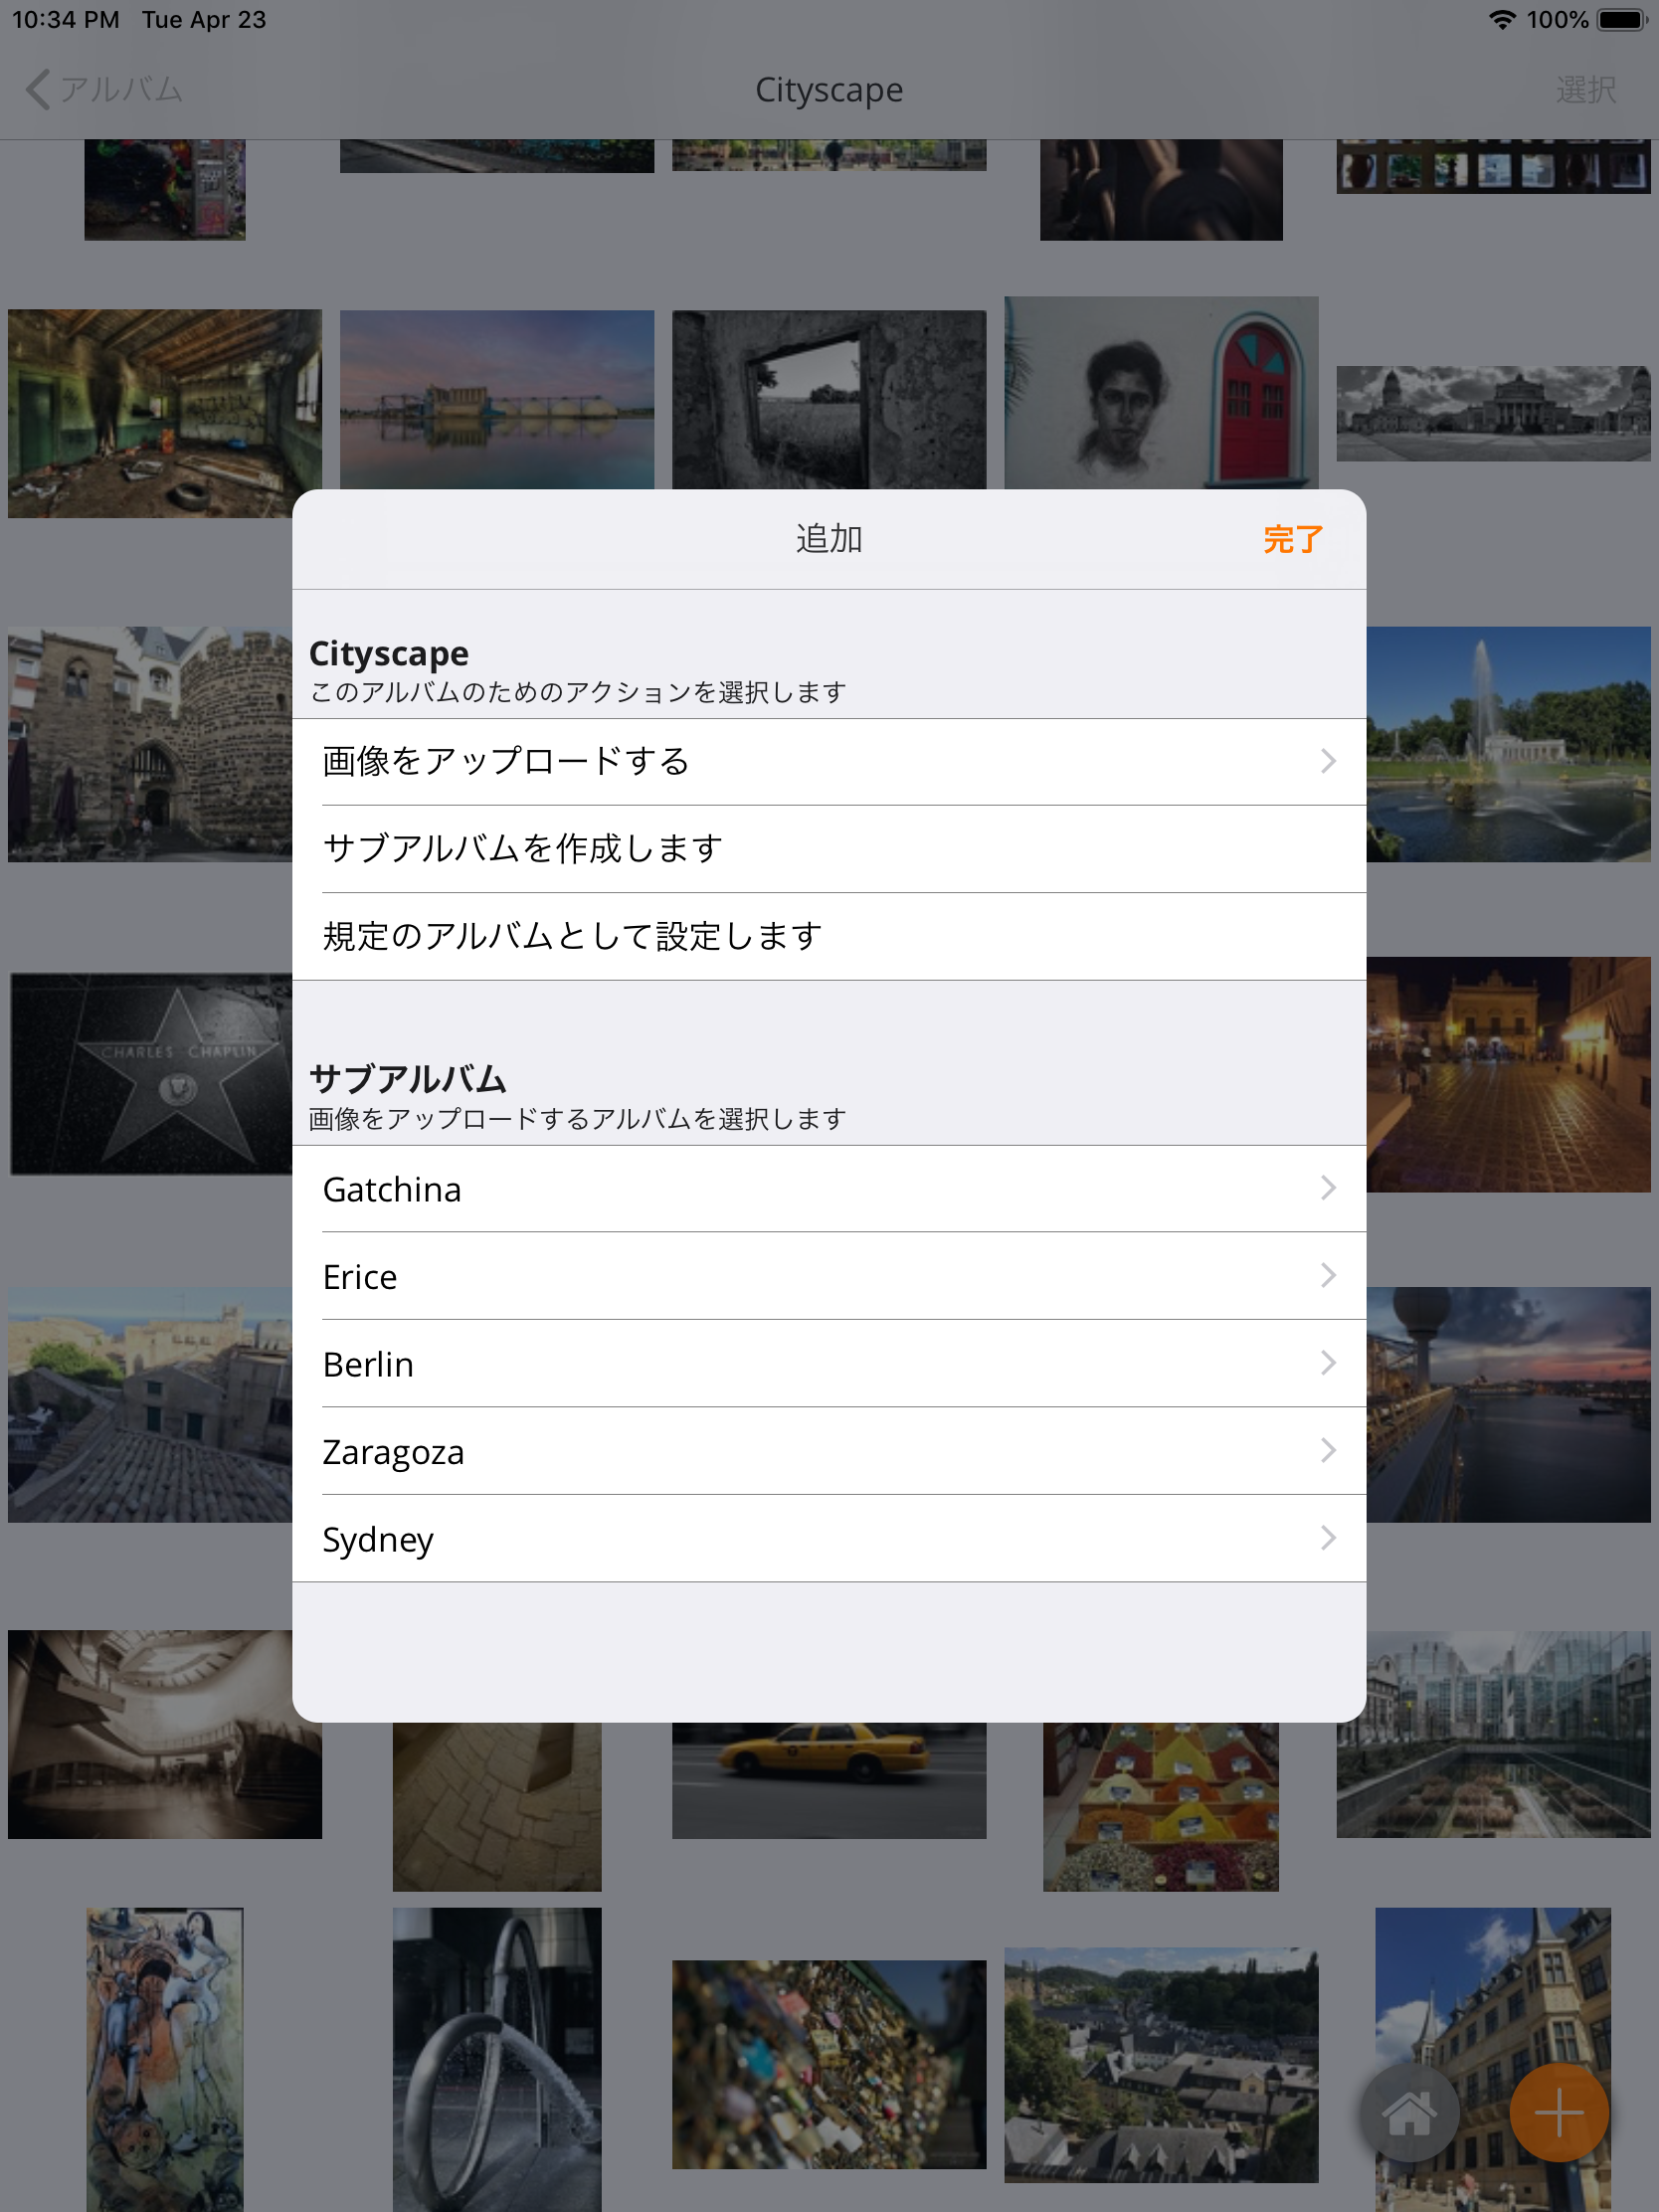 10:34 PM Tue Apr 23 100%
アルバム Cityscape 選択
追加 完了
Cityscape
このアルバムのためのアクションを選択します
画像をアップロードする
サブアルバムを作成します
規定のアルバムとして設定します
CHARLES CHAPLIN
サブアルバム
画像をアップロードするアルバムを選択します
Gatchina
Erice
Berlin
Zaragoza
Sydney